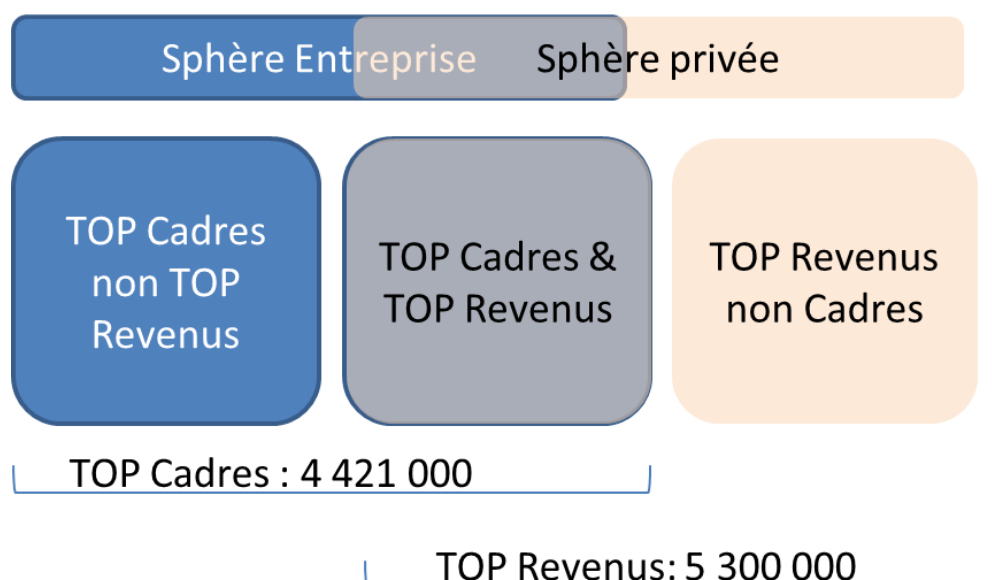 Sphère Entreprise Sphère privée
TOP Cadres
non TOP
Revenus
TOP Cadres &
TOP Revenus
TOP Revenus
non Cadres
TOP Cadres : 4 421 000
TOP Revenus: 5 300 000